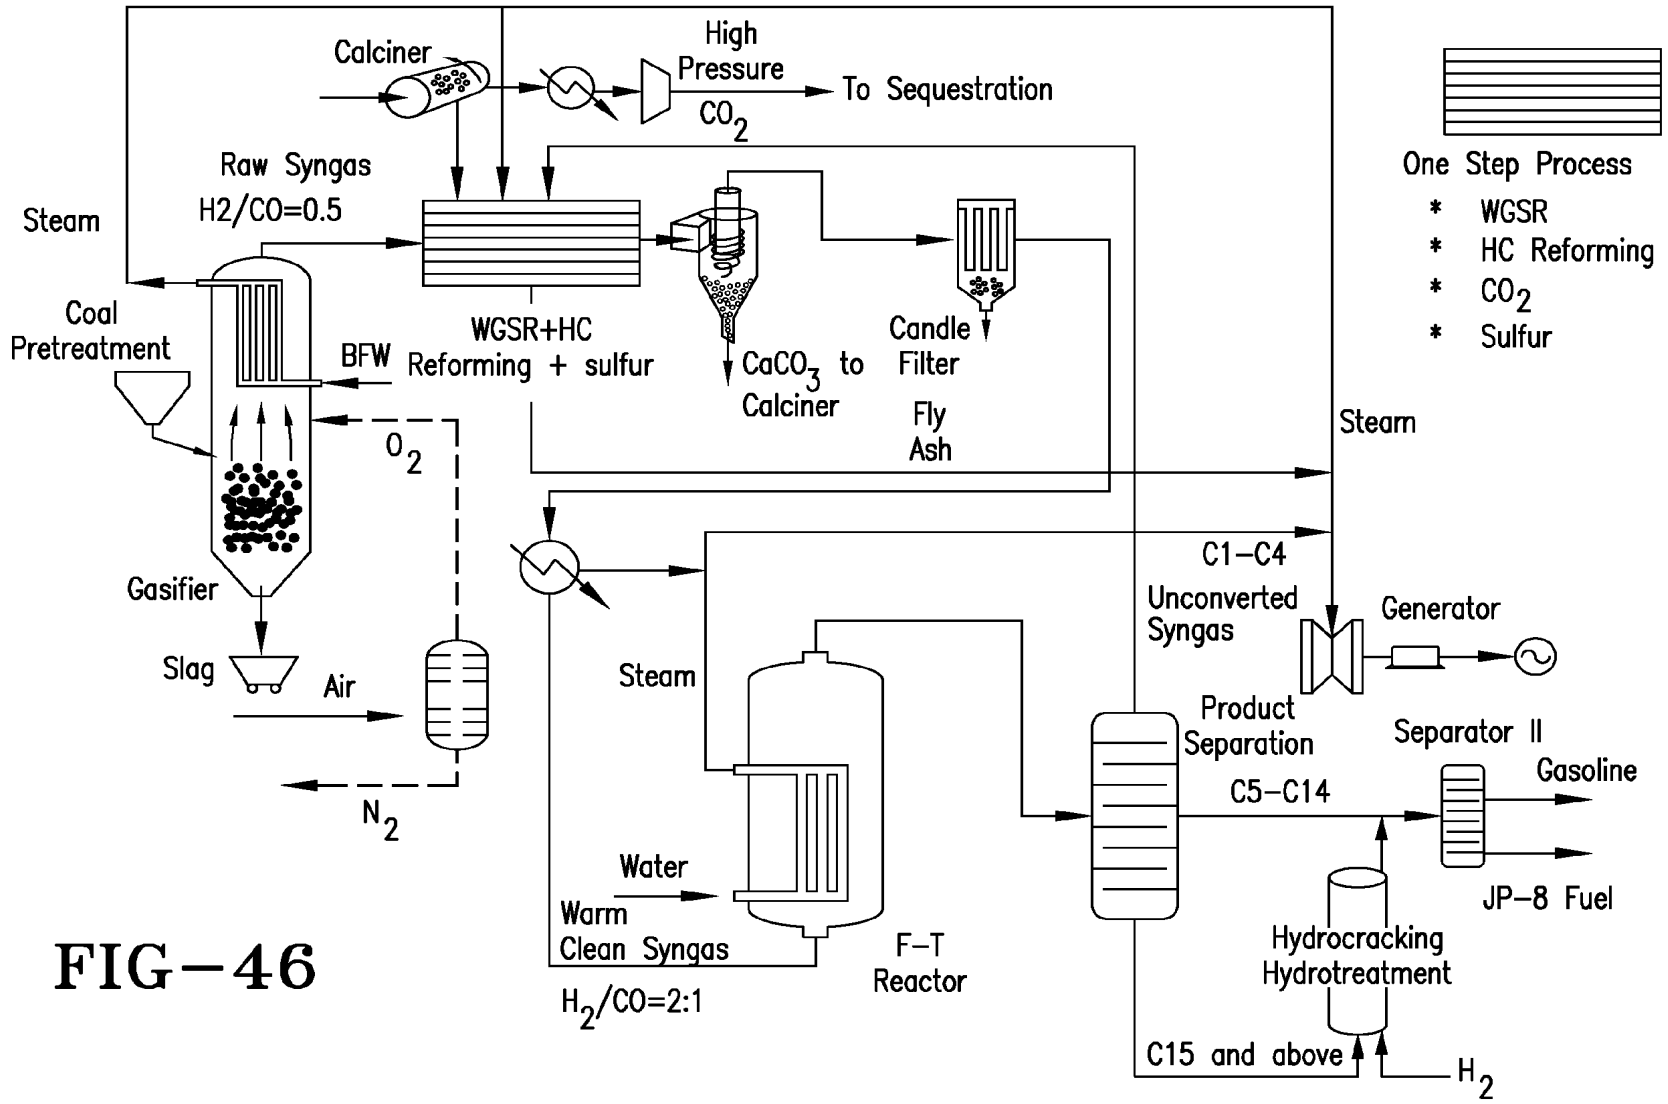 Calciner
High
Pressure
CO2
To Sequestration
One Step Process
* WGSR
* HC Reforming
* CO2
* Sulfur
Raw Syngas
H2/CO=0.5
Steam
Coal
Pretreatment
BFW
WGSR+HC
Reforming + sulfur
CaCO3 to
Calciner
Candle
Filter
Fly
Ash
O2
Steam
Gasifier
Slag
Air
N2
C1-C4
Unconverted
Syngas
Generator
Steam
Product
Separation
Separator II
Gasoline
C5-C14
JP-8 Fuel
Water
Warm
Clean Syngas
H2/CO=2:1
F-T
Reactor
Hydrocracking
Hydrotreatment
C15 and above
H2
FIG-46